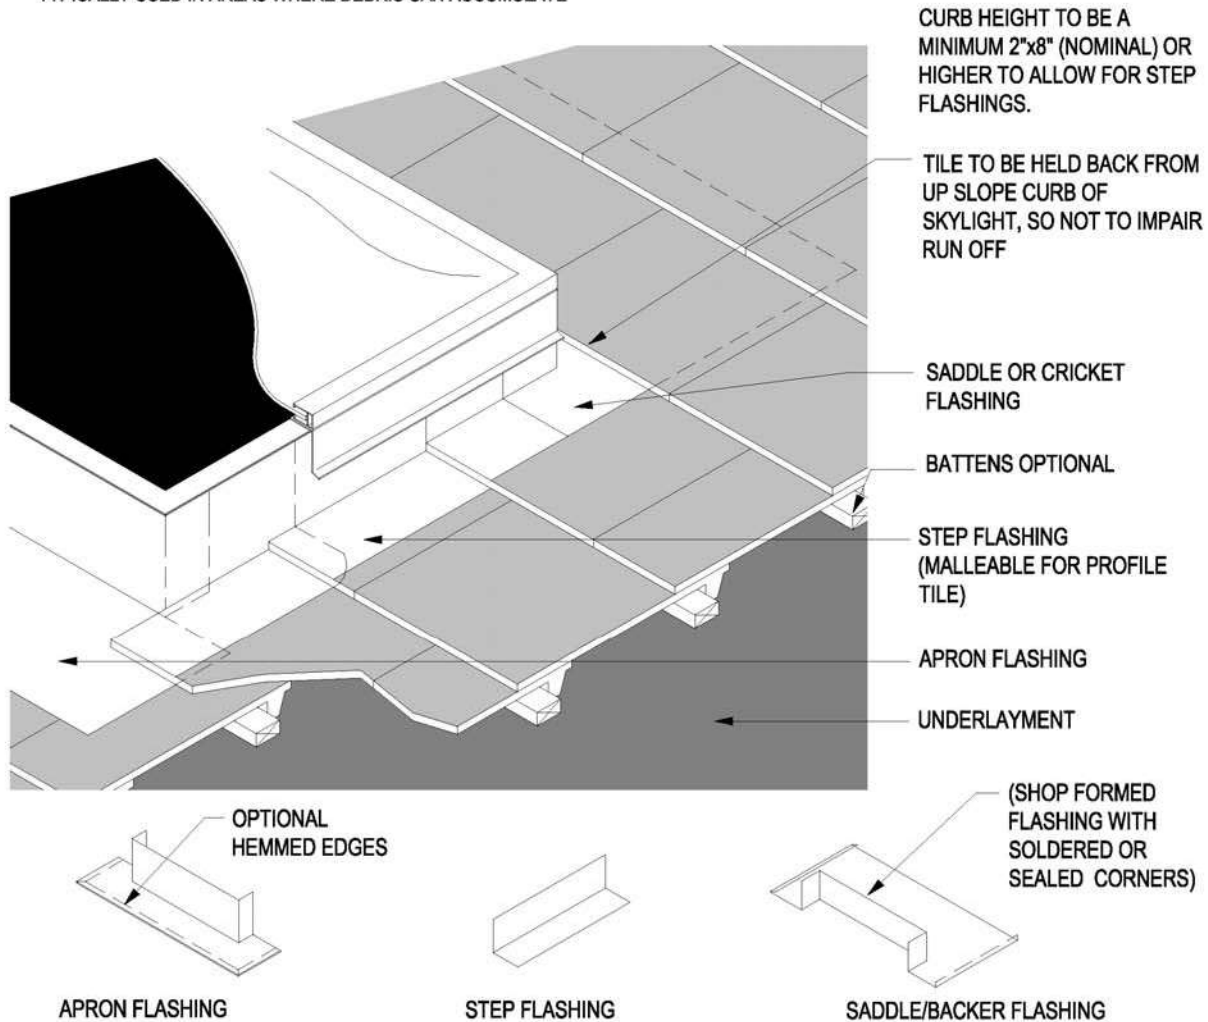 CURB HEIGHT TO BE A
MINIMUM 2"x8" (NOMINAL) OR
HIGHER TO ALLOW FOR STEP
FLASHINGS.
TILE TO BE HELD BACK FROM
UP SLOPE CURB OF
SKYLIGHT, SO NOT TO IMPAIR
RUN OFF
SADDLE OR CRICKET
FLASHING
BATTENS OPTIONAL
STEP FLASHING
(MALLEABLE FOR PROFILE
TILE)
APRON FLASHING
UNDERLAYMENT
OPTIONAL
HEMMED EDGES
(SHOP FORMED
FLASHING WITH
SOLDERED OR
SEALED CORNERS)
APRON FLASHING
STEP FLASHING
SADDLE/BACKER FLASHING